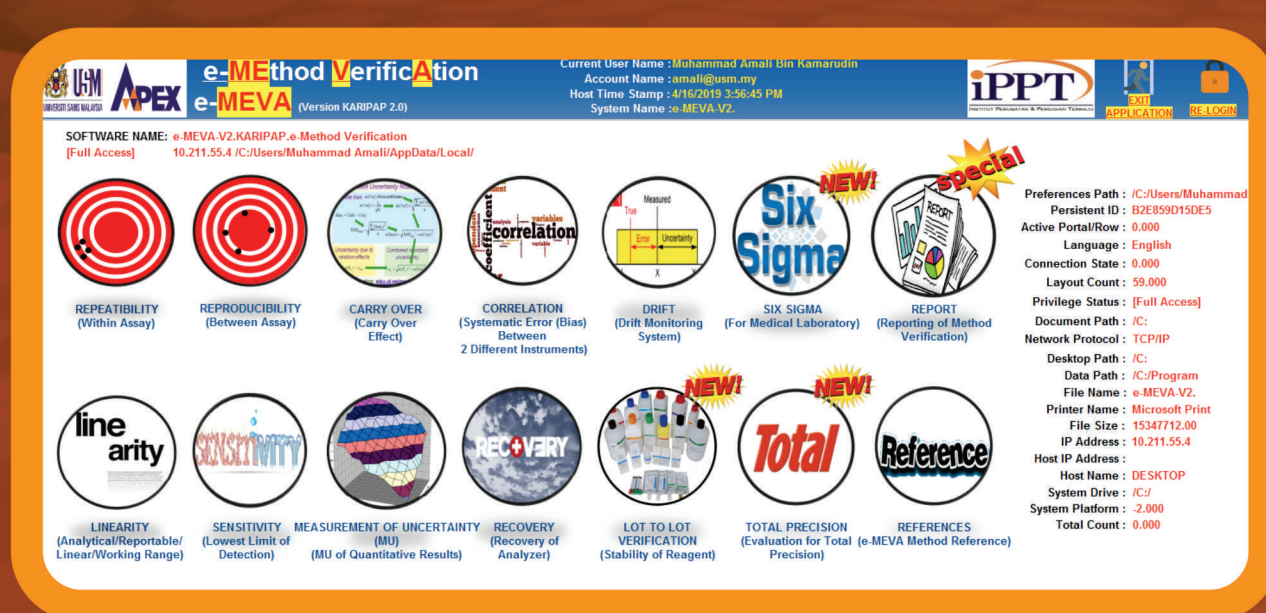 USM
UNIVERSITI SAINS MALAYSIA
APEX
e-MEthod VerificAtion
e-MEVA (Version KARIPAP 2.0)
Current User Name : Muhammad Amali Bin Kamarudin
Account Name : amali@usm.my
Host Time Stamp : 4/16/2019 3:56:45 PM
System Name : e-MEVA-V2.
iPPT
INSTITUT PERUBATAN & PERGIGIAN TERMAJU
EXIT
APPLICATION
RE-LOGIN
SOFTWARE NAME: e-MEVA-V2.KARIPAP.e-Method Verification
[Full Access] 10.211.55.4 /C:/Users/Muhammad Amali/AppData/Local/
correlation
coefficient
variables
variable
analysis
Measured
True
Error
Uncertainty
X
Six
Sigma
NEW!
REPORT
special
REPEATABILITY
(Within Assay)
REPRODUCIBILITY
(Between Assay)
CARRY OVER
(Carry Over
Effect)
CORRELATION
(Systematic Error (Bias)
Between
2 Different Instruments)
DRIFT
(Drift Monitoring
System)
SIX SIGMA
(For Medical Laboratory)
REPORT
(Reporting of Method
Verification)
line
arity
SENSITIVITY
RECOVERY
NEW!
Total
NEW!
Reference
LINEARITY
(Analytical/Reportable/
Linear/Working Range)
SENSITIVITY
(Lowest Limit of
Detection)
MEASUREMENT OF UNCERTAINTY
(MU)
(MU of Quantitative Results)
RECOVERY
(Recovery of
Analyzer)
LOT TO LOT
VERIFICATION
(Stability of Reagent)
TOTAL PRECISION
(Evaluation for Total
Precision)
REFERENCES
(e-MEVA Method Reference)
Preferences Path : /C:/Users/Muhammad
Persistent ID : B2E859D15DE5
Active Portal/Row : 0.000
Language : English
Connection State : 0.000
Layout Count : 59.000
Privilege Status : [Full Access]
Document Path : /C:
Network Protocol : TCP/IP
Desktop Path : /C:
Data Path : /C:/Program
File Name : e-MEVA-V2.
Printer Name : Microsoft Print
File Size : 15347712.00
IP Address : 10.211.55.4
Host IP Address :
Host Name : DESKTOP
System Drive : /C:/
System Platform : -2.000
Total Count : 0.000